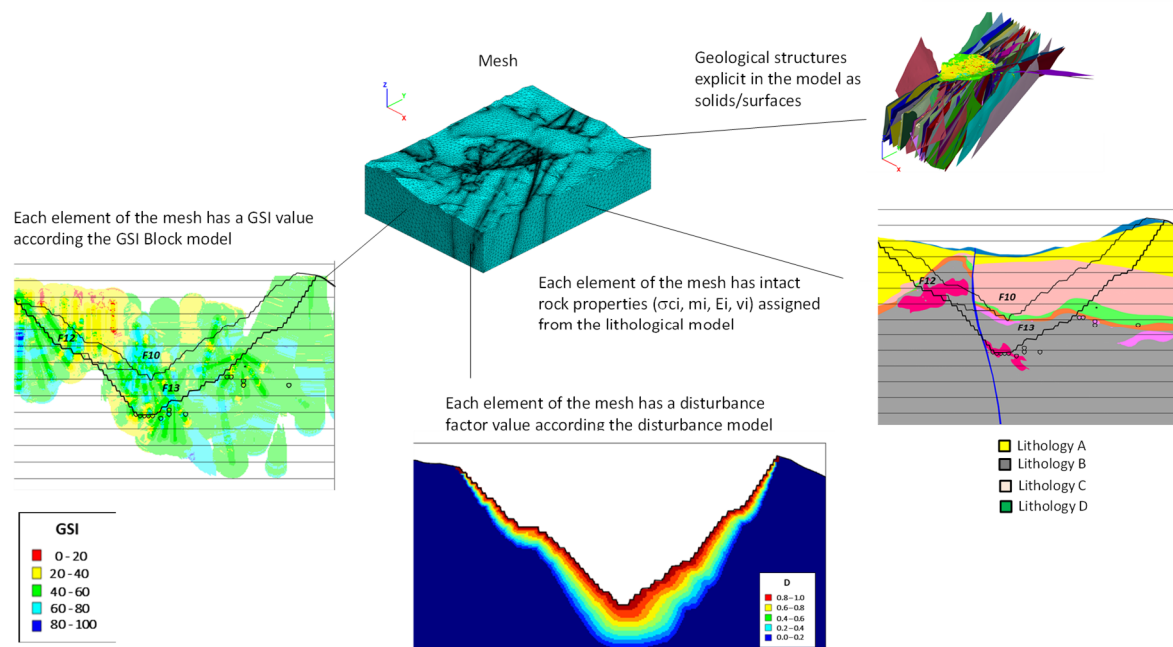 Mesh
Geological structures
explicit in the model as
solids/surfaces
Z
Y
X
X
Each element of the mesh has a GSI value
according the GSI Block model
F12
F10
F13
Each element of the mesh has intact
rock properties (σci, mi, Ei, vi) assigned
from the lithological model
F12
F10
F13
Each element of the mesh has a disturbance
factor value according the disturbance model
Lithology A
Lithology B
Lithology C
Lithology D
GSI
0 - 20
20 - 40
40 - 60
60 - 80
80 - 100
D
0.8–1.0
0.6–0.8
0.4–0.6
0.2–0.4
0.0–0.2